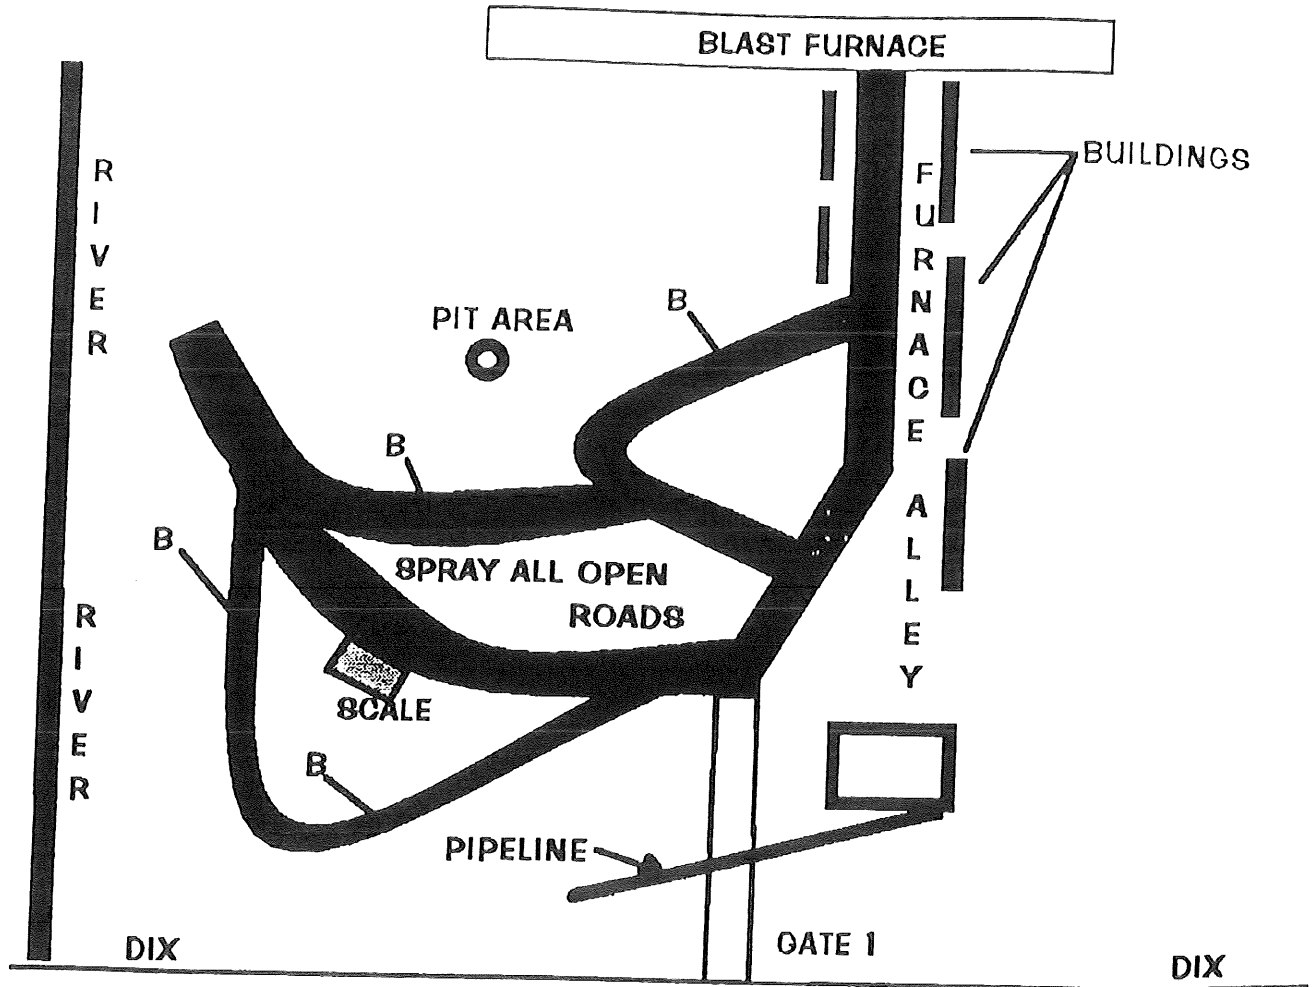 BLAST FURNACE
RIVER
FURNACE ALLEY
BUILDINGS
B
PIT AREA
B
B
SPRAY ALL OPEN
ROADS
RIVER
SCALE
B
PIPELINE
DIX
GATE 1
DIX